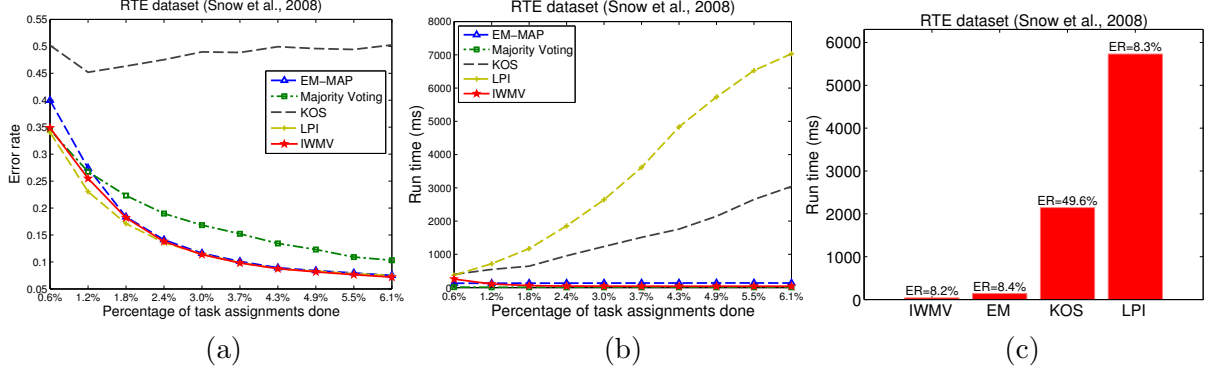 RTE dataset (Snow et al., 2008)
0.55
0.5
0.45
0.4
0.35
0.3
0.25
0.2
0.15
0.1
0.05
Error rate
EM−MAP
Majority Voting
KOS
LPI
IWMV
0.6% 1.2% 1.8% 2.4% 3.0% 3.7% 4.3% 4.9% 5.5% 6.1%
Percentage of task assignments done
(a)
RTE dataset (Snow et al., 2008)
8000
7000
6000
5000
4000
3000
2000
1000
0
Run time (ms)
EM−MAP
Majority Voting
KOS
LPI
IWMV
0.6% 1.2% 1.8% 2.4% 3.0% 3.7% 4.3% 4.9% 5.5% 6.1%
Percentage of task assignments done
(b)
RTE dataset (Snow et al., 2008)
6000
5000
4000
3000
2000
1000
0
Run time (ms)
ER=8.2%
ER=8.4%
ER=49.6%
ER=8.3%
IWMV EM KOS LPI
(c)